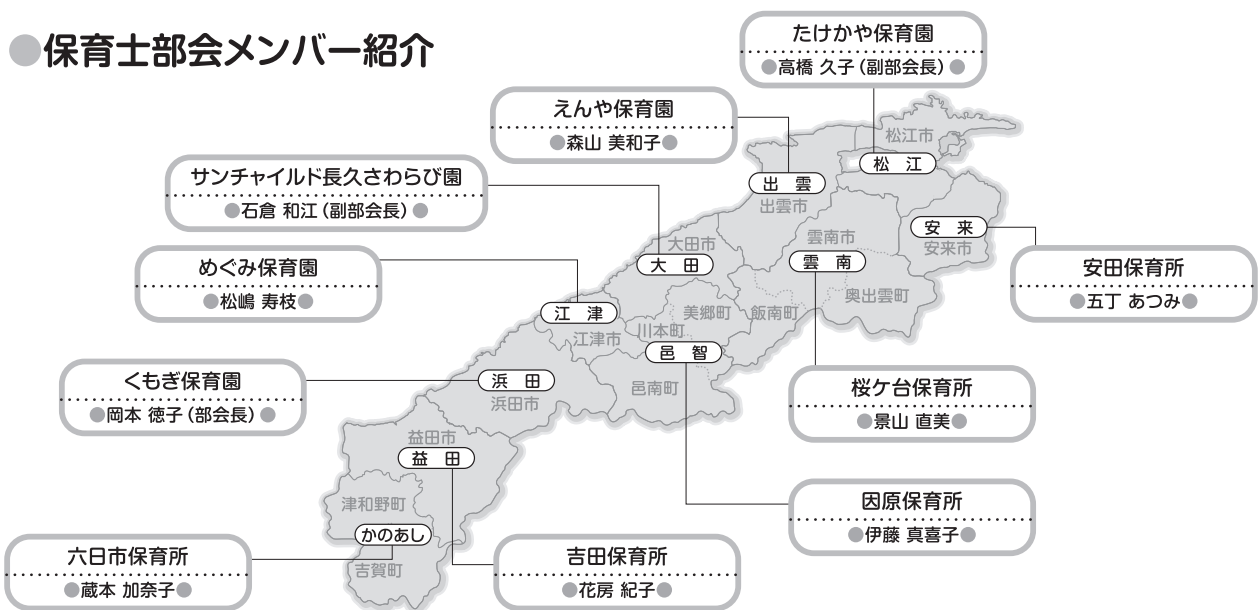 ●保育士部会メンバー紹介
たけかや保育園
●高橋 久子(副部会長)●
えんや保育園
●森山 美和子●
サンチャイルド長久さわらび園
●石倉 和江(副部会長)●
めぐみ保育園
●松嶋 寿枝●
くもぎ保育園
●岡本 徳子(部会長)●
六日市保育所
●蔵本 加奈子●
吉田保育所
●花房 紀子●
因原保育所
●伊藤 真喜子●
桜ケ台保育所
●景山 直美●
安田保育所
●五丁 あつみ●
松江市
松江
出雲
出雲市
安来
安来市
雲南市
雲南
奥出雲町
大田市
大田
飯南町
美郷町
川本町
江津
江津市
邑智
邑南町
浜田
浜田市
益田市
益田
津和野町
かのあし
吉賀町